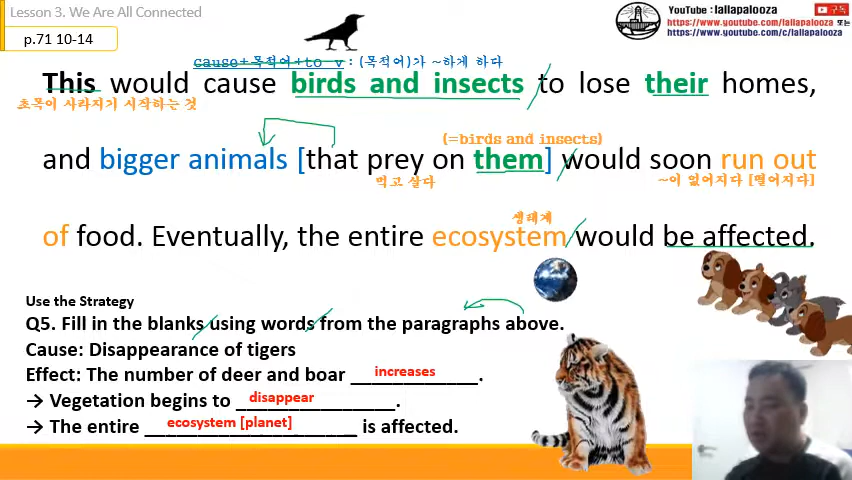 Lesson 3. We Are All Connected
YouTube : lallapalooza 구독
https://www.youtube.com/lallapalooza 또는
https://www.youtube.com/c/lallapalooza
p.71 10-14
cause+목적어+to v : (목적어)가 ~하게 하다
This would cause birds and insects to lose their homes,
초목이 사라지기 시작하는 것
(=birds and insects)
and bigger animals [that prey on them] would soon run out
먹고 살다
~이 없어지다 [떨어지다]
생태계
of food. Eventually, the entire ecosystem would be affected.
Use the Strategy
Q5. Fill in the blanks using words from the paragraphs above.
Cause: Disappearance of tigers
Effect: The number of deer and boar increases.
→ Vegetation begins to disappear.
→ The entire ecosystem [planet] is affected.